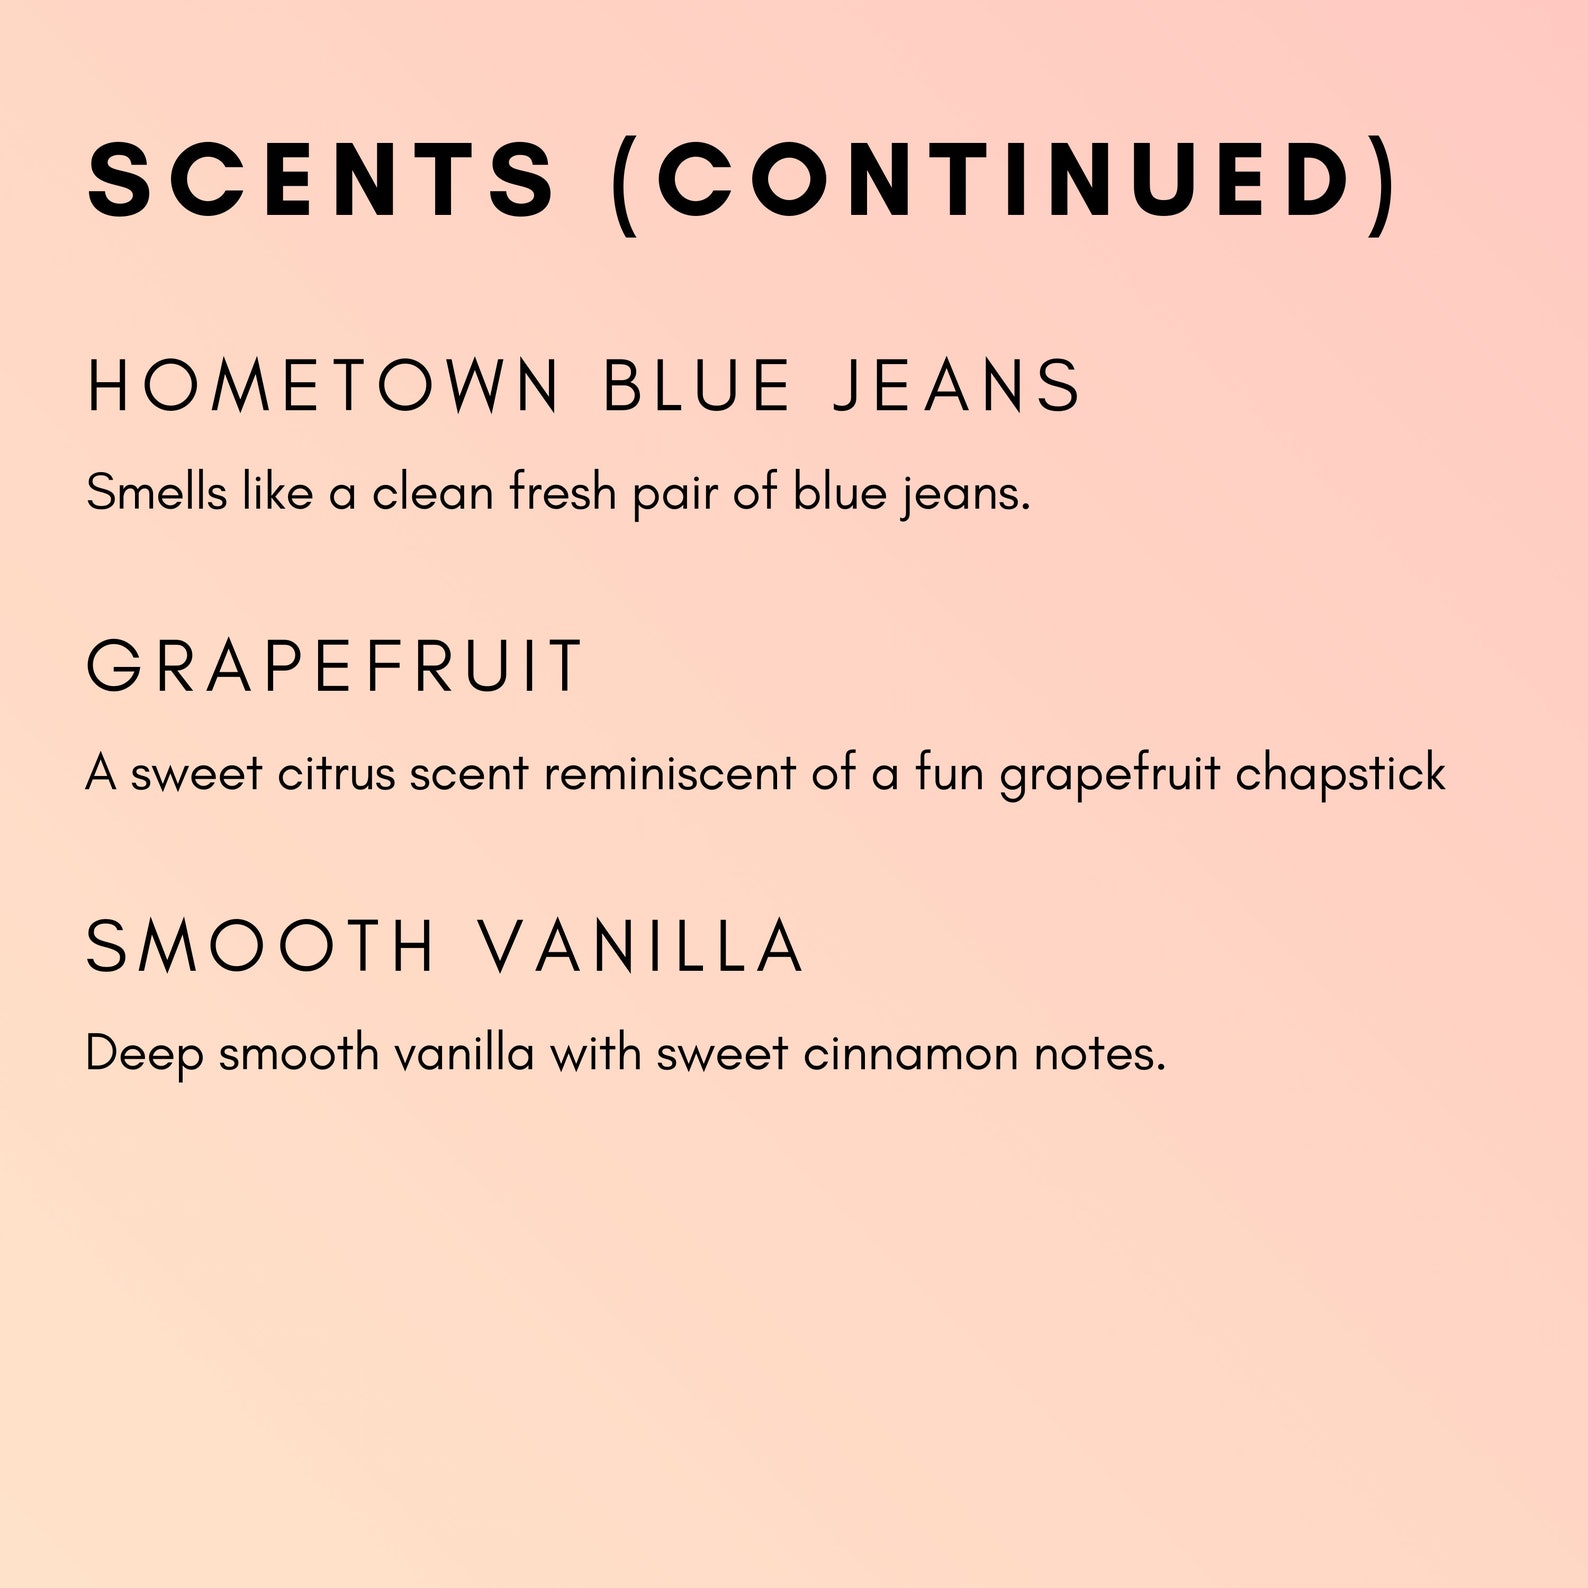 SCENTS (CONTINUED)
HOMETOWN BLUE JEANS
Smells like a clean fresh pair of blue jeans.
GRAPEFRUIT
A sweet citrus scent reminiscent of a fun grapefruit chapstick
SMOOTH VANILLA
Deep smooth vanilla with sweet cinnamon notes.